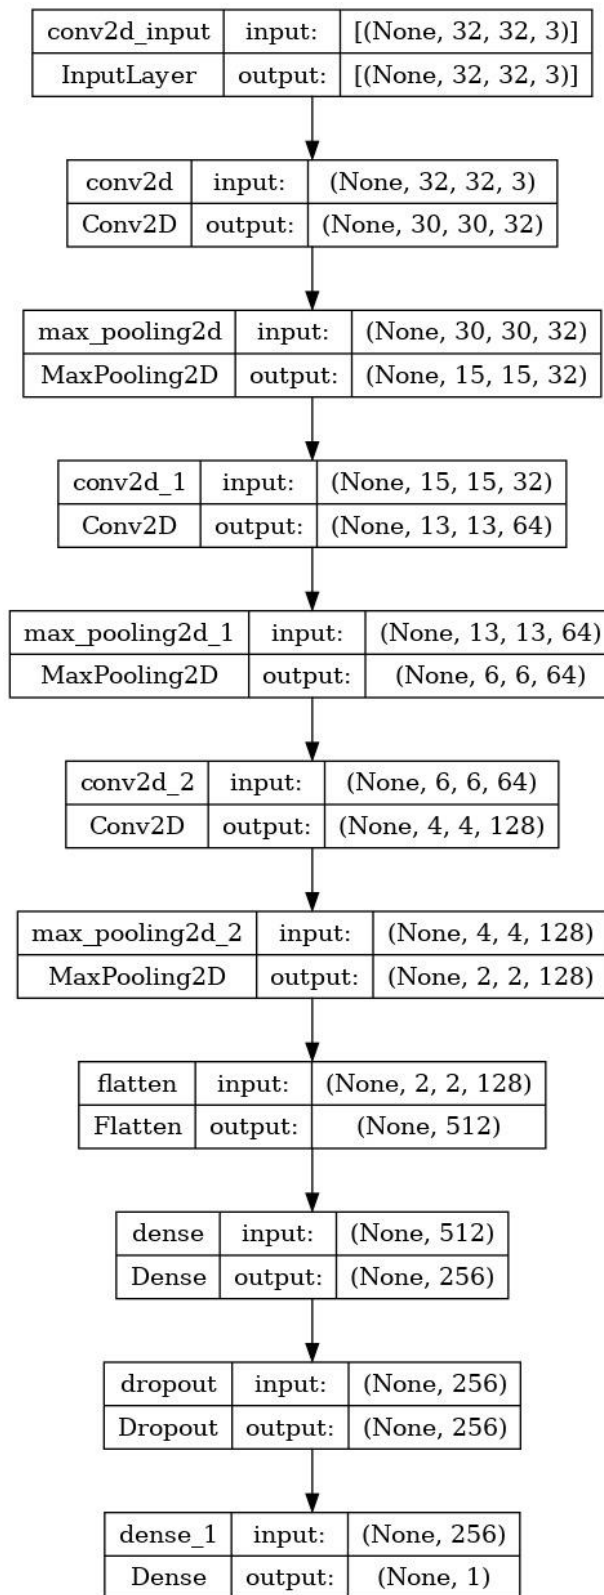 conv2d_input input: [(None, 32, 32, 3)]
InputLayer output: [(None, 32, 32, 3)]
conv2d input: (None, 32, 32, 3)
Conv2D output: (None, 30, 30, 32)
max_pooling2d input: (None, 30, 30, 32)
MaxPooling2D output: (None, 15, 15, 32)
conv2d_1 input: (None, 15, 15, 32)
Conv2D output: (None, 13, 13, 64)
max_pooling2d_1 input: (None, 13, 13, 64)
MaxPooling2D output: (None, 6, 6, 64)
conv2d_2 input: (None, 6, 6, 64)
Conv2D output: (None, 4, 4, 128)
max_pooling2d_2 input: (None, 4, 4, 128)
MaxPooling2D output: (None, 2, 2, 128)
flatten input: (None, 2, 2, 128)
Flatten output: (None, 512)
dense input: (None, 512)
Dense output: (None, 256)
dropout input: (None, 256)
Dropout output: (None, 256)
dense_1 input: (None, 256)
Dense output: (None, 1)